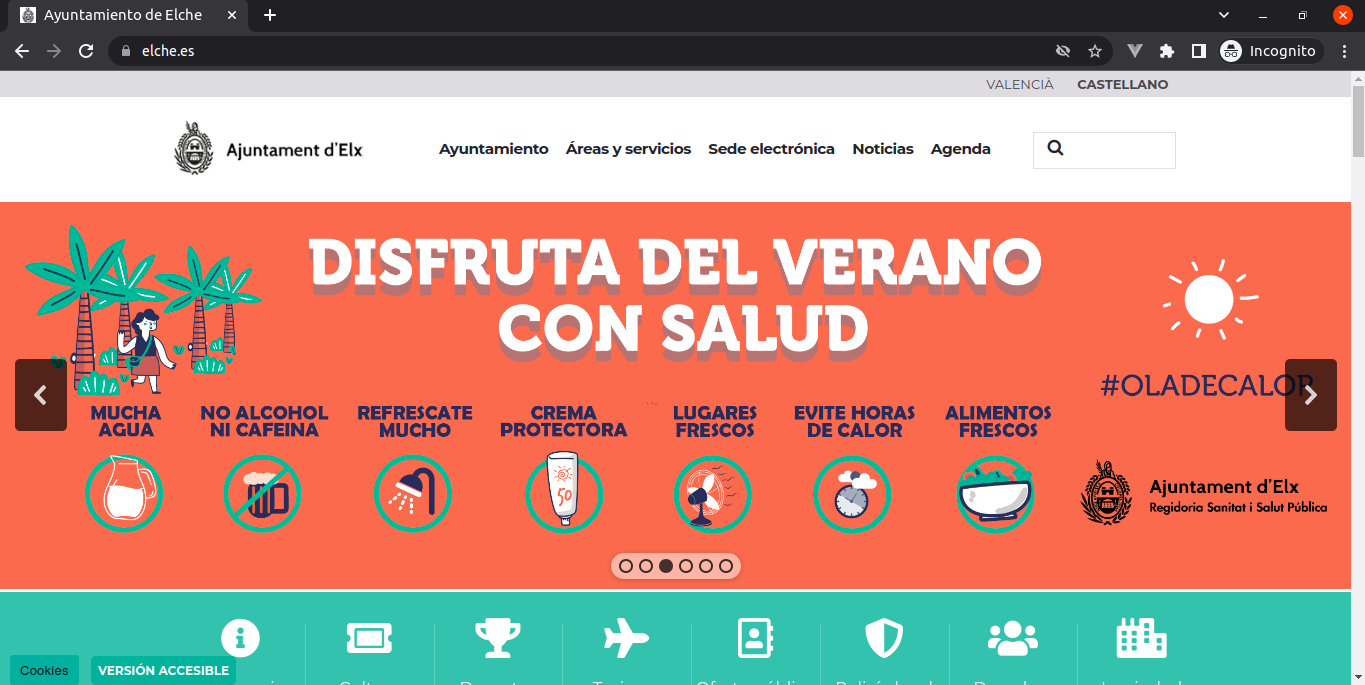 Ayuntamiento de Elche
elche.es
Incognito
VALENCIÀ CASTELLANO
Ajuntament d'Elx
Ayuntamiento Áreas y servicios Sede electrónica Noticias Agenda
DISFRUTA DEL VERANO
CON SALUD
#OLADECALOR
MUCHA
AGUA
NO ALCOHOL
NI CAFEINA
REFRESCATE
MUCHO
CREMA
PROTECTORA
LUGARES
FRESCOS
EVITE HORAS
DE CALOR
ALIMENTOS
FRESCOS
50
Ajuntament d'Elx
Regidoria Sanitat i Salut Pública
Cookies
VERSIÓN ACCESIBLE